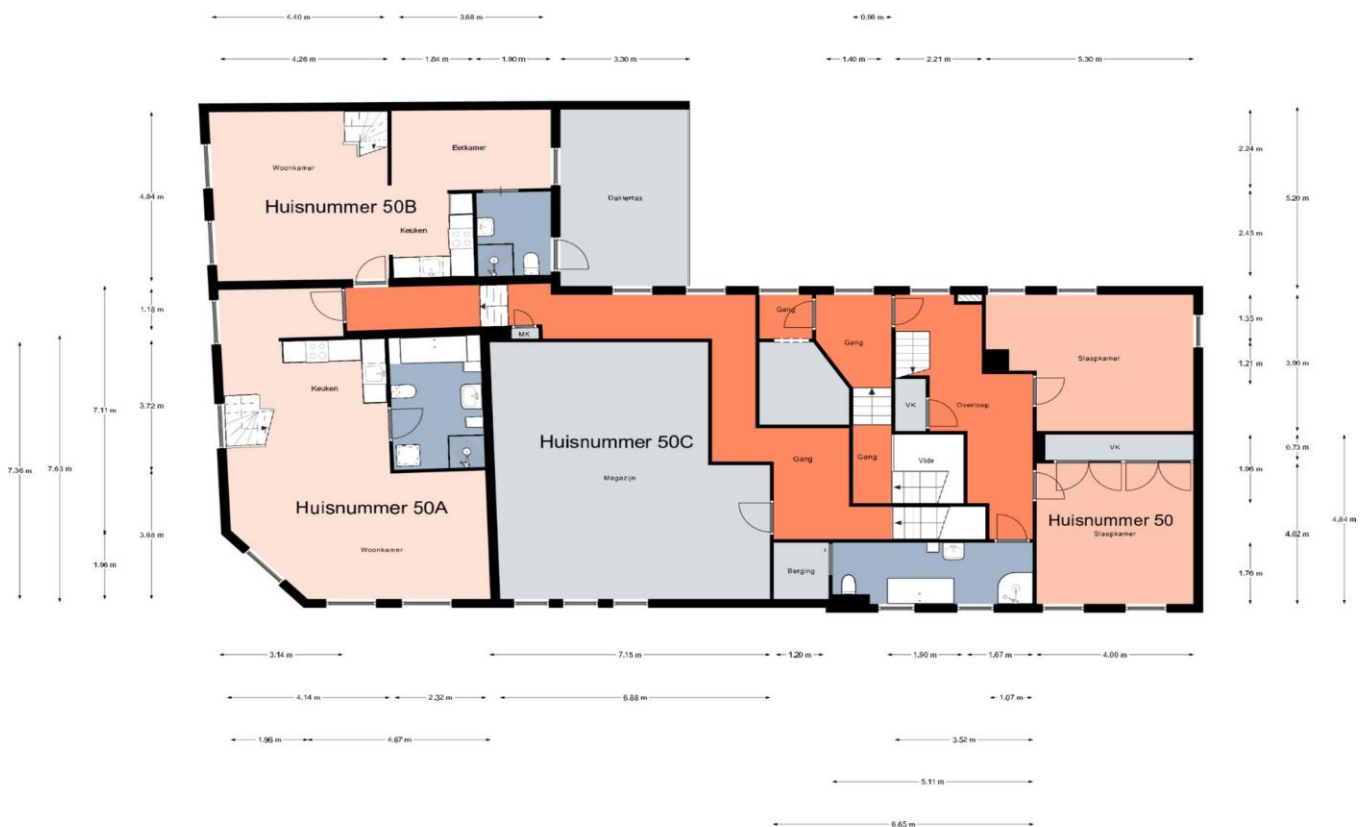 4.40 m
3.68 m
0.96 m
4.26 m
1.84 m
1.90 m
3.30 m
1.40 m
2.21 m
5.30 m
Woonkamer
Eetkamer
Dakterras
Huisnummer 50B
Keuken
4.84 m
2.24 m
5.20 m
2.45 m
1.18 m
MK
Gang
Gang
Slaapkamer
1.35 m
1.21 m
3.90 m
Keuken
3.72 m
7.11 m
7.36 m
7.63 m
VK
Overloop
Huisnummer 50C
Magazijn
Gang
Gang
Vide
VK
0.73 m
1.96 m
Huisnummer 50A
Woonkamer
Huisnummer 50
Slaapkamer
3.68 m
1.96 m
4.02 m
4.84 m
1.76 m
Berging
3.14 m
7.15 m
1.20 m
1.90 m
1.67 m
4.00 m
4.14 m
2.32 m
6.88 m
1.07 m
1.96 m
4.67 m
3.52 m
5.11 m
6.65 m